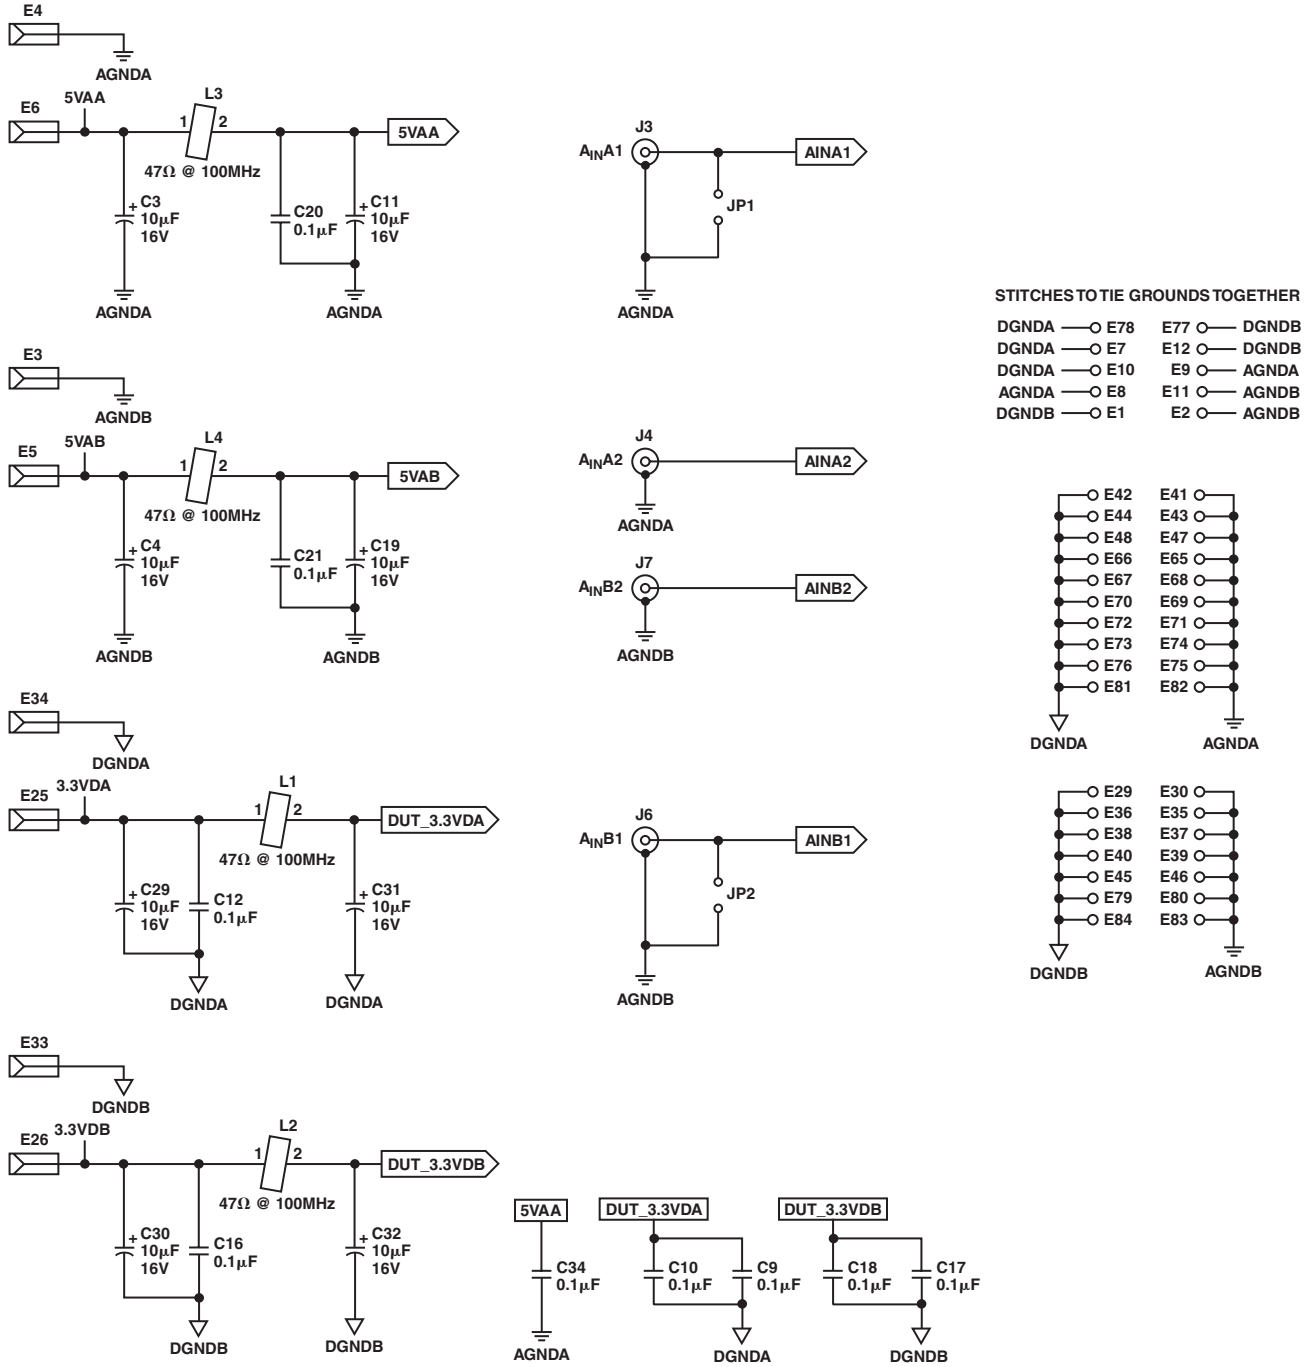 E4
AGNDA
5VAA
E6
L3
1
2
47Ω @ 100MHz
5VAA
+ C3
10μF
16V
C20
0.1μF
+ C11
10μF
16V
AGNDA
AGNDA
J3
AINA1
AINA1
JP1
AGNDA
STITCHES TO TIE GROUNDS TOGETHER
DGNDA E78 E77 DGNDB
DGNDA E7 E12 DGNDB
DGNDA E10 E9 AGNDA
AGNDA E8 E11 AGNDB
DGNDB E1 E2 AGNDB
E3
AGNDB
5VAB
E5
L4
1
2
47Ω @ 100MHz
5VAB
+ C4
10μF
16V
C21
0.1μF
+ C19
10μF
16V
AGNDB
AGNDB
J4
AINA2
AINA2
AGNDA
J7
AINB2
AINB2
AGNDB
E42 E41
E44 E43
E48 E47
E66 E65
E67 E68
E70 E69
E72 E71
E73 E74
E76 E75
E81 E82
DGNDA
AGNDA
E34
DGNDA
3.3VDA
E25
L1
1
2
47Ω @ 100MHz
DUT_3.3VDA
+ C29
10μF
16V
C12
0.1μF
+ C31
10μF
16V
DGNDA
DGNDA
J6
AINB1
AINB1
JP2
AGNDB
E29 E30
E36 E35
E38 E37
E40 E39
E45 E46
E79 E80
E84 E83
DGNDB
AGNDB
E33
DGNDB
3.3VDB
E26
L2
1
2
47Ω @ 100MHz
DUT_3.3VDB
+ C30
10μF
16V
C16
0.1μF
+ C32
10μF
16V
DGNDB
DGNDB
5VAA
C34
0.1μF
AGNDA
DUT_3.3VDA
C10
0.1μF
C9
0.1μF
DGNDA
DUT_3.3VDB
C18
0.1μF
C17
0.1μF
DGNDB